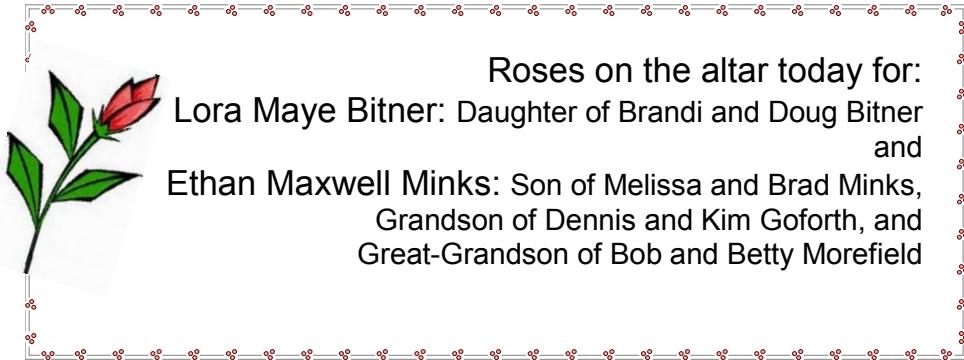 Roses on the altar today for:
Lora Maye Bitner: Daughter of Brandi and Doug Bitner
and
Ethan Maxwell Minks: Son of Melissa and Brad Minks,
Grandson of Dennis and Kim Goforth, and
Great-Grandson of Bob and Betty Morefield